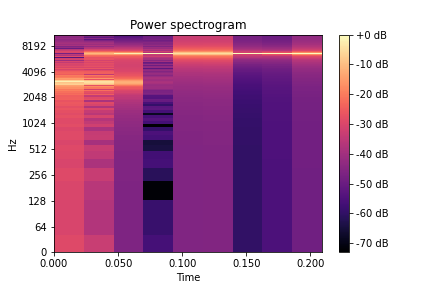 Power spectrogram
8192
4096
2048
1024
512
256
128
64
0
Hz
0.000 0.050 0.100 0.150 0.200
Time
+0 dB
-10 dB
-20 dB
-30 dB
-40 dB
-50 dB
-60 dB
-70 dB